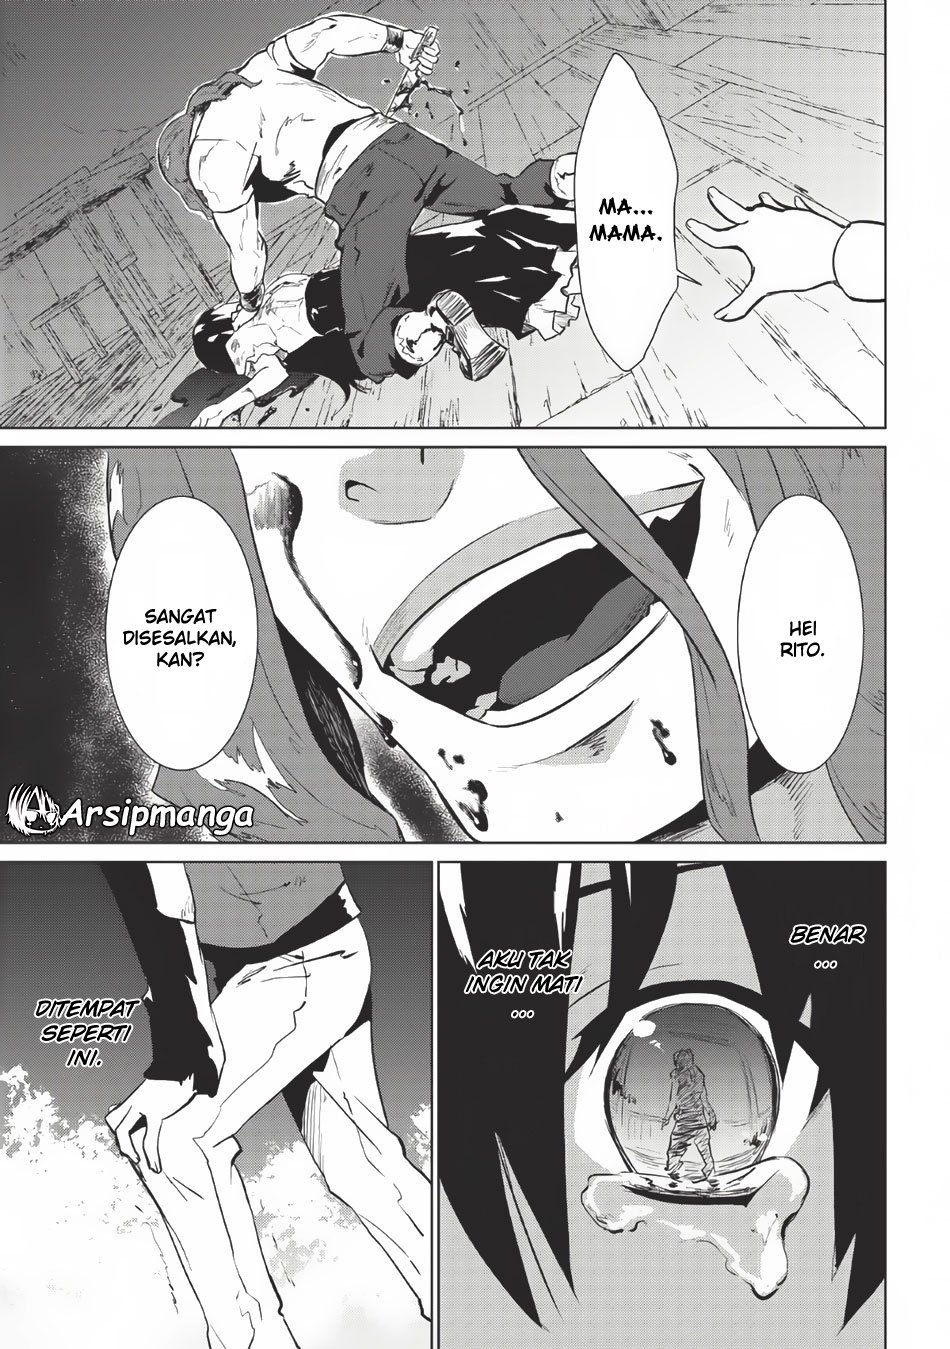 MA...
MAMA.
HEI
RITO.
SANGAT
DISESALKAN,
KAN?
Arsipmanga
BENAR
...
AKU TAK
INGIN MATI
...
DITEMPAT
SEPERTI
INI.